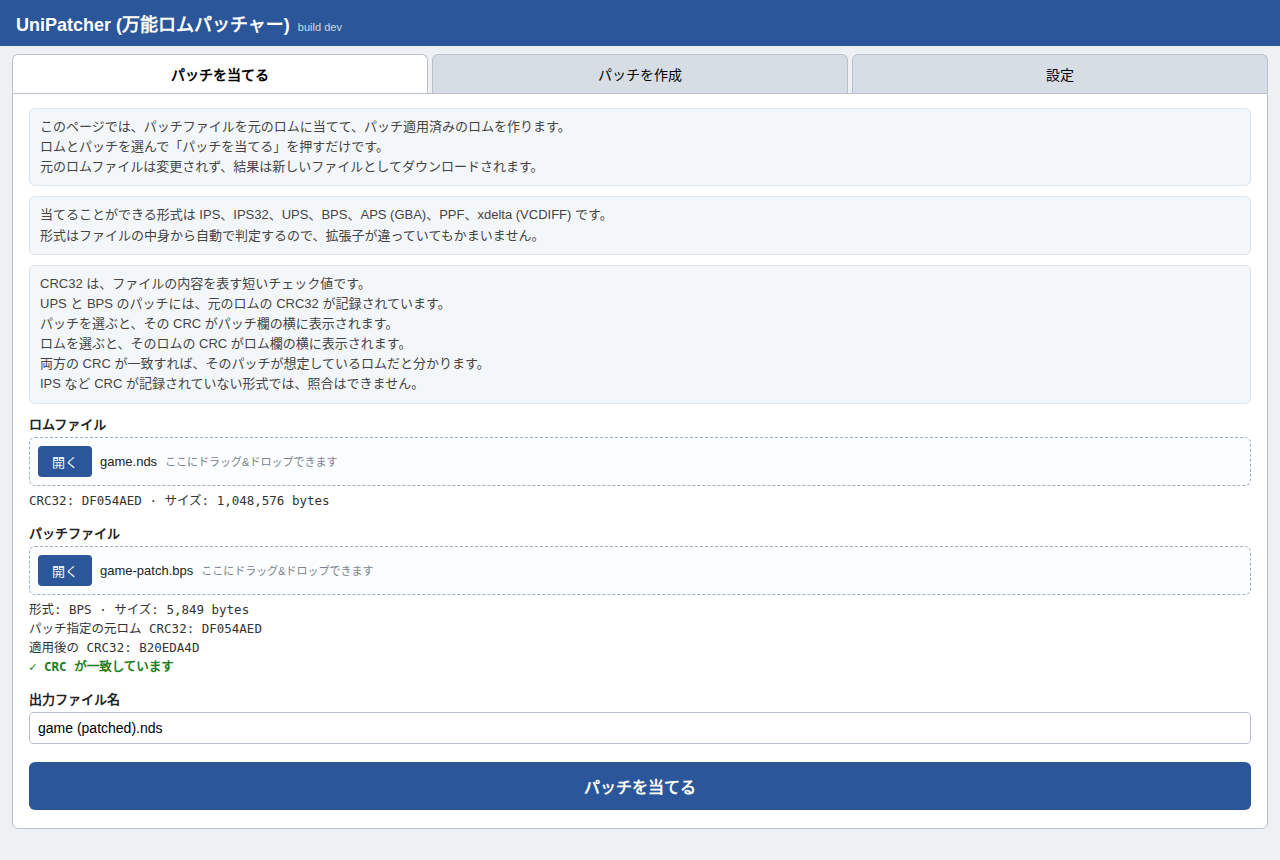 UniPatcher (万能ロムパッチャー) build dev
パッチを当てる
パッチを作成
設定
このページでは、パッチファイルを元のロムに当てて、パッチ適用済みのロムを作ります。
ロムとパッチを選んで「パッチを当てる」を押すだけです。
元のロムファイルは変更されず、結果は新しいファイルとしてダウンロードされます。
当てることができる形式は IPS、IPS32、UPS、BPS、APS (GBA)、PPF、xdelta (VCDIFF) です。
形式はファイルの中身から自動で判定するので、拡張子が違っていてもかまいません。
CRC32 は、ファイルの内容を表す短いチェック値です。
UPS と BPS のパッチには、元のロムの CRC32 が記録されています。
パッチを選ぶと、その CRC がパッチ欄の横に表示されます。
ロムを選ぶと、そのロムの CRC がロム欄の横に表示されます。
両方の CRC が一致すれば、そのパッチが想定しているロムだと分かります。
IPS など CRC が記録されていない形式では、照合はできません。
ロムファイル
開く game.nds ここにドラッグ&ドロップできます
CRC32: DF054AED · サイズ: 1,048,576 bytes
パッチファイル
開く game-patch.bps ここにドラッグ&ドロップできます
形式: BPS · サイズ: 5,849 bytes
パッチ指定の元ロム CRC32: DF054AED
適用後の CRC32: B20EDA4D
✓ CRC が一致しています
出力ファイル名
game (patched).nds
パッチを当てる